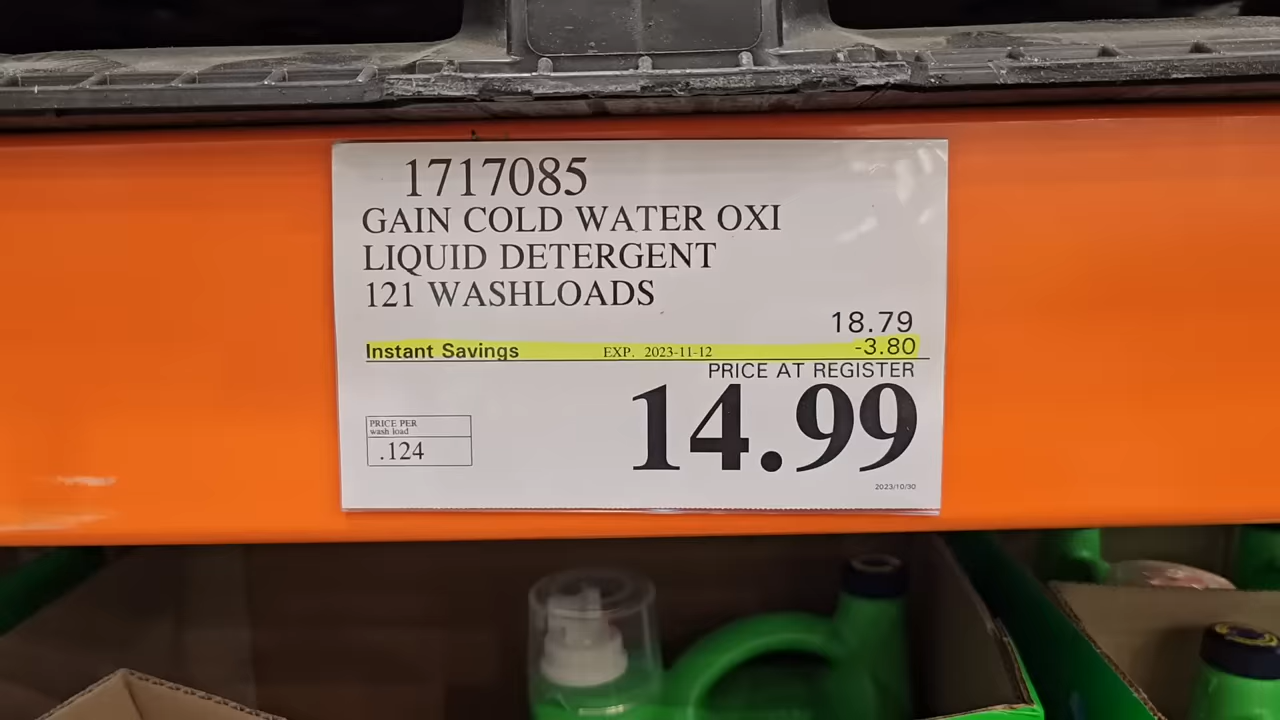 1717085
GAIN COLD WATER OXI
LIQUID DETERGENT
121 WASHLOADS
18.79
Instant Savings EXP. 2023-11-12 -3.80
PRICE AT REGISTER
14.99
PRICE PER
wash load
.124
2023/10/30